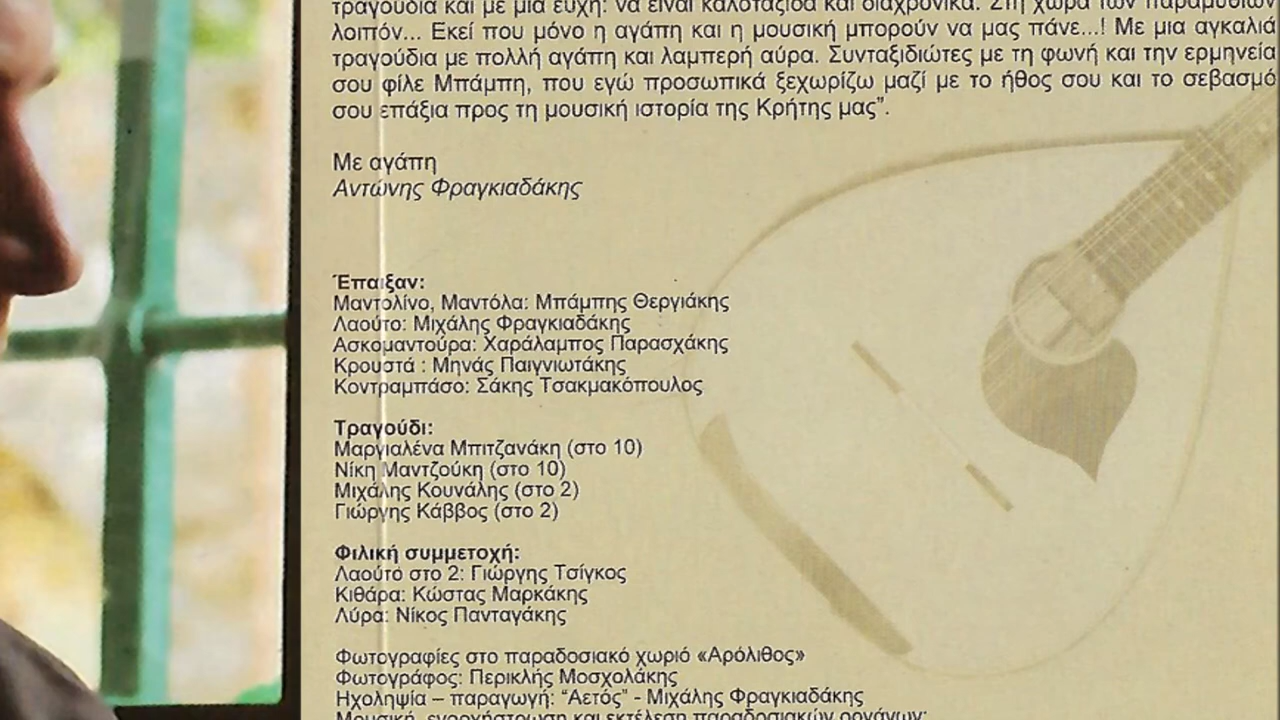 τραγούδια και με μια ευχή: να είναι καλοτάξιδα και διαχρονικά. Στη χώρα των παραμυθιών
λοιπόν... Εκεί που μόνο η αγάπη και η μουσική μπορούν να μας πάνε...! Με μια αγκαλιά
τραγούδια με πολλή αγάπη και λαμπερή αύρα. Συνταξιδιώτες με τη φωνή και την ερμηνεία
σου φίλε Μπάμπη, που εγώ προσωπικά ξεχωρίζω μαζί με το ήθος σου και το σεβασμό
σου επάξια προς τη μουσική ιστορία της Κρήτης μας”.
Με αγάπη
Αντώνης Φραγκιαδάκης
Έπαιξαν:
Μαντολίνο, Μαντόλα: Μπάμπης Θεργιάκης
Λαούτο: Μιχάλης Φραγκιαδάκης
Ασκομαντούρα: Χαράλαμπος Παρασχάκης
Κρουστά : Μηνάς Παιγνιωτάκης
Κοντραμπάσο: Σάκης Τσακμακόπουλος
Τραγούδι:
Μαργιαλένα Μπιτζανάκη (στο 10)
Νίκη Μαντζούκη (στο 10)
Μιχάλης Κουνάλης (στο 2)
Γιώργης Κάββος (στο 2)
Φιλική συμμετοχή:
Λαούτο στο 2: Γιώργης Τσίγκος
Κιθάρα: Κώστας Μαρκάκης
Λύρα: Νίκος Πανταγάκης
Φωτογραφίες στο παραδοσιακό χωριό «Αρόλιθος»
Φωτογράφος: Περικλής Μοσχολάκης
Ηχοληψία – παραγωγή: “Αετός” - Μιχάλης Φραγκιαδάκης
Μουσική, ενορχήστρωση και εκτέλεση παραδοσιακών οργάνων: